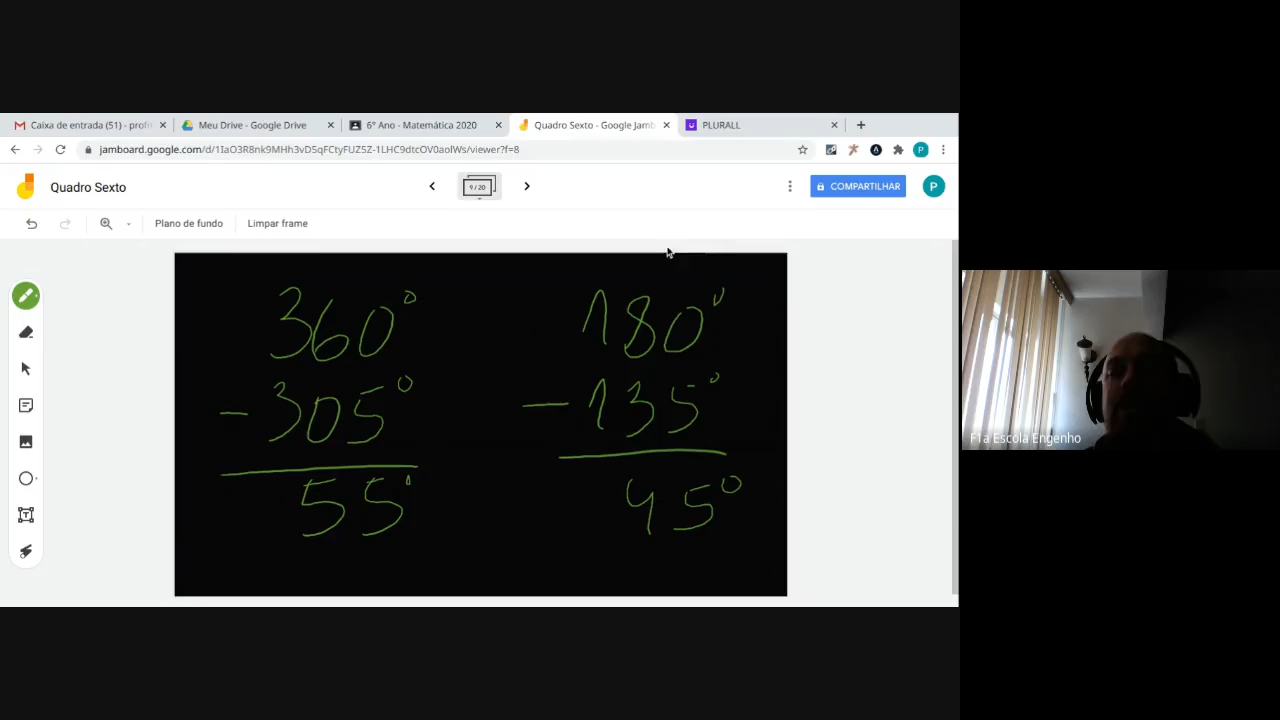 Caixa de entrada (51) - profr
Meu Drive - Google Drive
6º Ano - Matemática 2020
Quadro Sexto - Google Jamb
PLURALL
jamboard.google.com/d/1IaO3R8nk9MHh3vD5qFCtyFUZ5Z-1LHC9dtcOV0aolWs/viewer?f=8
Quadro Sexto
9 / 20
COMPARTILHAR
P
Plano de fundo
Limpar frame
360°
- 305°
55°
180°
- 135°
45°
F1a Escola Engenho